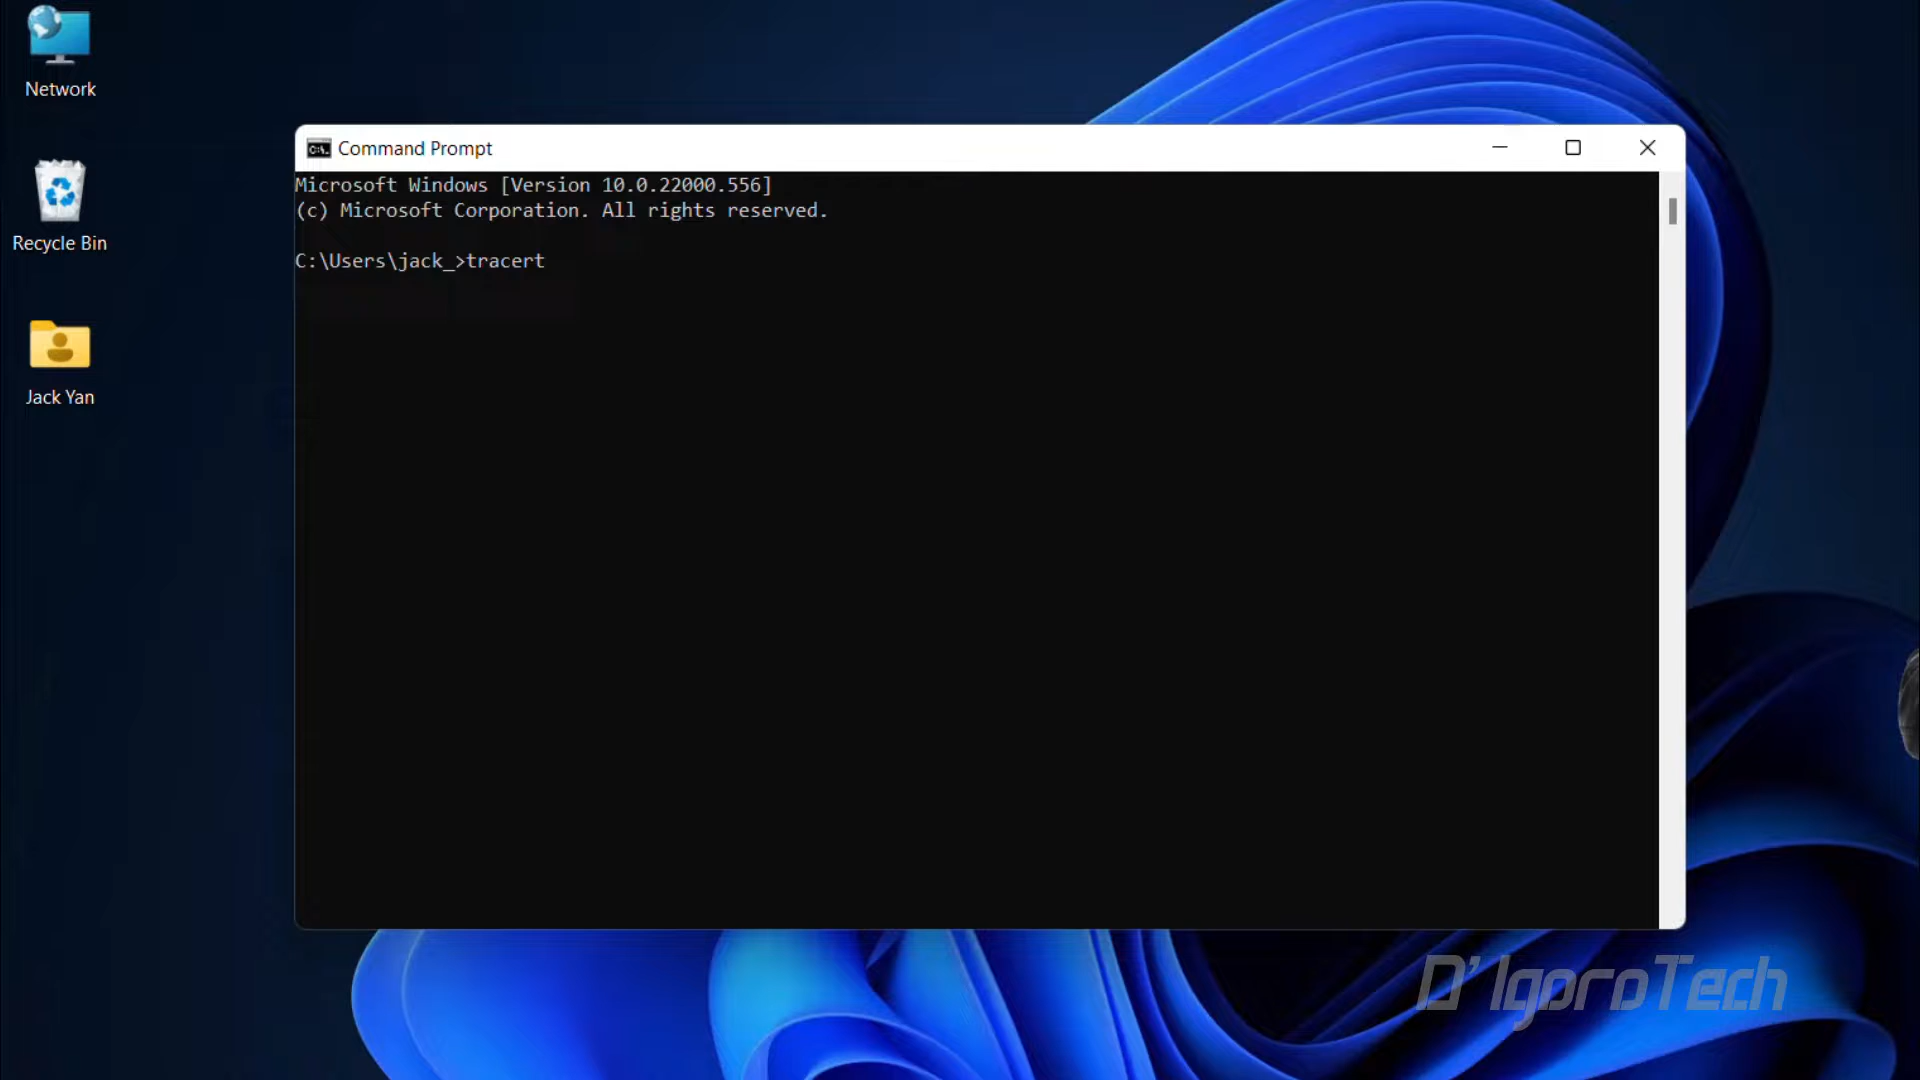 Network
Recycle Bin
Jack Yan
Command Prompt
Microsoft Windows [Version 10.0.22000.556]
(c) Microsoft Corporation. All rights reserved.
C:\Users\jack_>tracert
D'IgoroTech